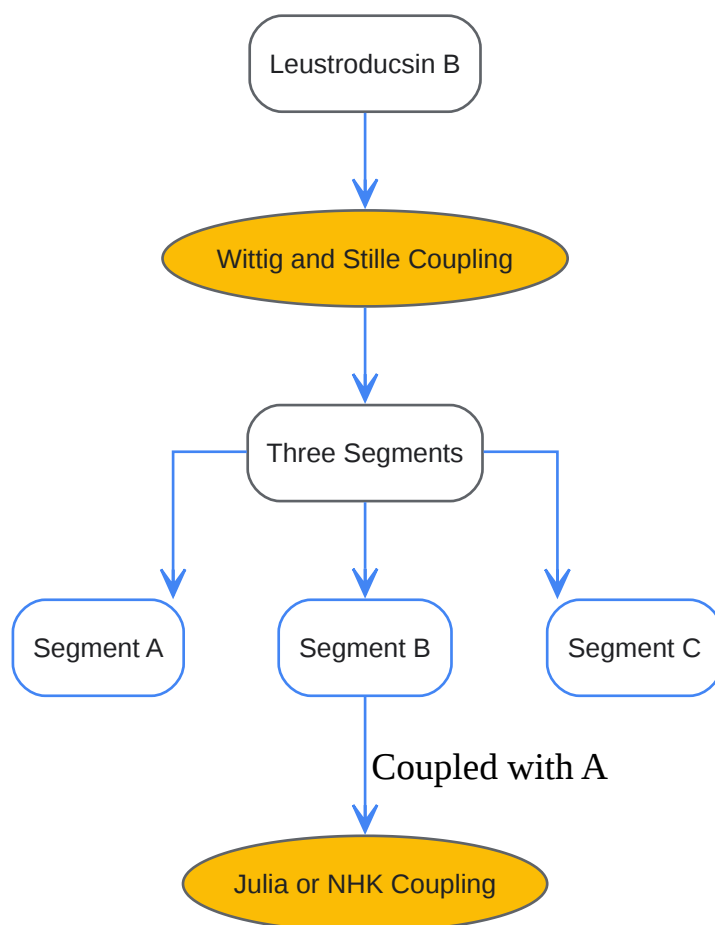 Leustroducsin B
Wittig and Stille Coupling
Three Segments
Segment A
Segment B
Segment C
Coupled with A
Julia or NHK Coupling